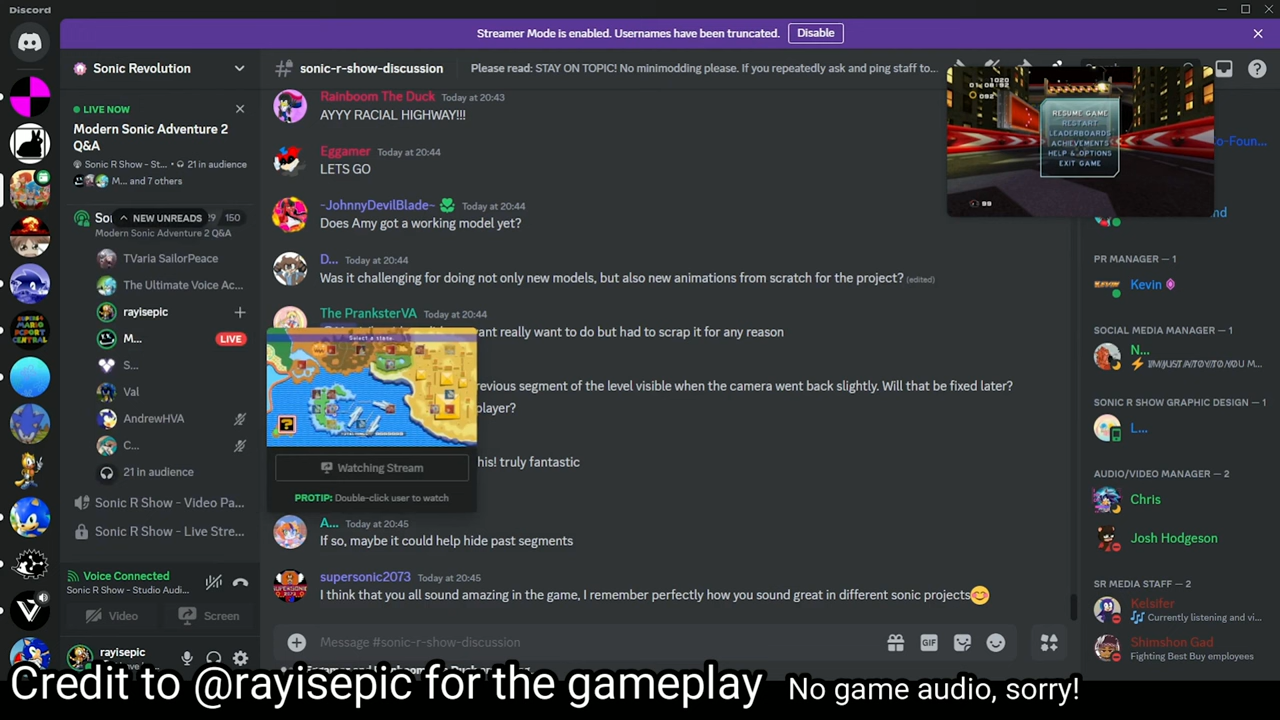 Discord
Streamer Mode is enabled. Usernames have been truncated.
Disable
Sonic Revolution
LIVE NOW
Modern Sonic Adventure 2
Q&A
Sonic R Show - St...
21 in audience
M... and 7 others
NEW UNREADS
150
Modern Sonic Adventure 2 Q&A
TVaria SailorPeace
The Ultimate Voice Ac...
rayisepic
M...
LIVE
S...
Val
AndrewHVA
C...
21 in audience
Sonic R Show - Video Pa...
Sonic R Show - Live Stre...
Voice Connected
Sonic R Show - Studio Audi...
Video
Screen
rayisepic
sonic-r-show-discussion
Please read: STAY ON TOPIC! No minimodding please. If you repeatedly ask and ping staff to...
Rainboom The Duck Today at 20:43
AYYY RACIAL HIGHWAY!!!
Eggamer Today at 20:44
LETS GO
~JohnnyDevilBlade~ Today at 20:44
Does Amy got a working model yet?
D... Today at 20:44
Was it challenging for doing not only new models, but also new animations from scratch for the project? (edited)
The PranksterVA Today at 20:44
want really want to do but had to scrap it for any reason
revious segment of the level visible when the camera went back slightly. Will that be fixed later?
player?
his! truly fantastic
Select a state
Watching Stream
PROTIP: Double-click user to watch
A... Today at 20:45
If so, maybe it could help hide past segments
supersonic2073 Today at 20:45
I think that you all sound amazing in the game, I remember perfectly how you sound great in different sonic projects😊
Message #sonic-r-show-discussion
GIF
RESUME GAME
RESTART
LEADERBOARDS
ACHIEVEMENTS
HELP & OPTIONS
EXIT GAME
99
o-Foun...
nd
PR MANAGER — 1
Kevin
SOCIAL MEDIA MANAGER — 1
N...
SONIC R SHOW GRAPHIC DESIGN — 1
L...
AUDIO/VIDEO MANAGER — 2
Chris
Josh Hodgeson
SR MEDIA STAFF — 2
Kelsifer
Currently listening and vi...
Shimshon Gad
Fighting Best Buy employees
Credit to @rayisepic for the gameplay
No game audio, sorry!